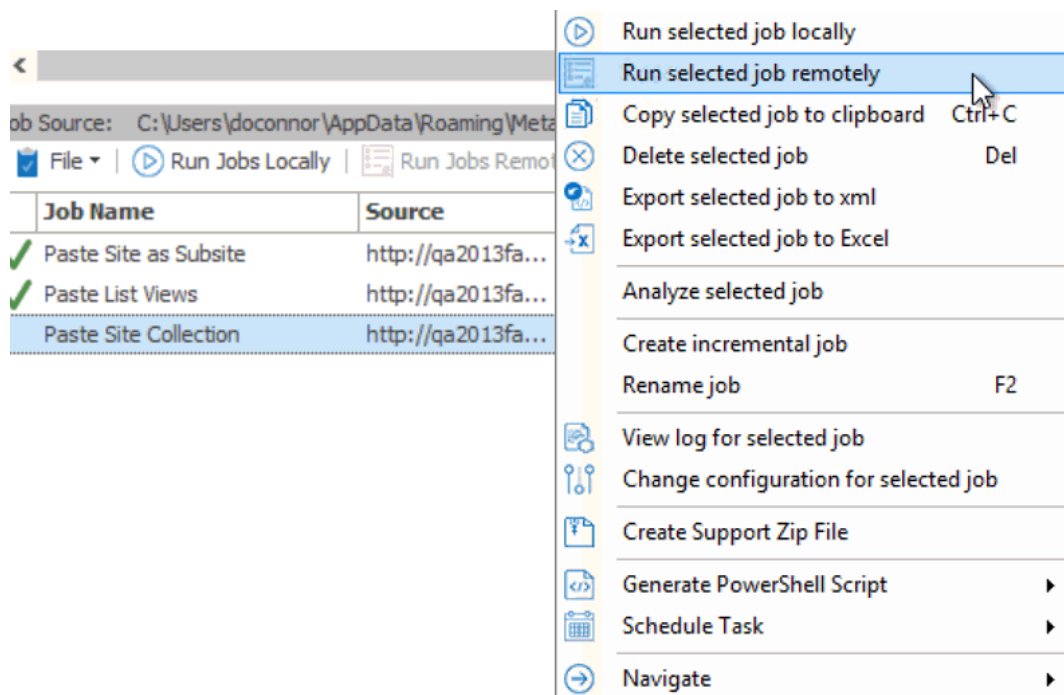 ob Source: C:\Users\doconnor\AppData\Roaming\Meta
File Run Jobs Locally Run Jobs Remot
Job Name Source
Paste Site as Subsite http://qa2013fa...
Paste List Views http://qa2013fa...
Paste Site Collection http://qa2013fa...
Run selected job locally
Run selected job remotely
Copy selected job to clipboard Ctrl+C
Delete selected job Del
Export selected job to xml
Export selected job to Excel
Analyze selected job
Create incremental job
Rename job F2
View log for selected job
Change configuration for selected job
Create Support Zip File
Generate PowerShell Script
Schedule Task
Navigate